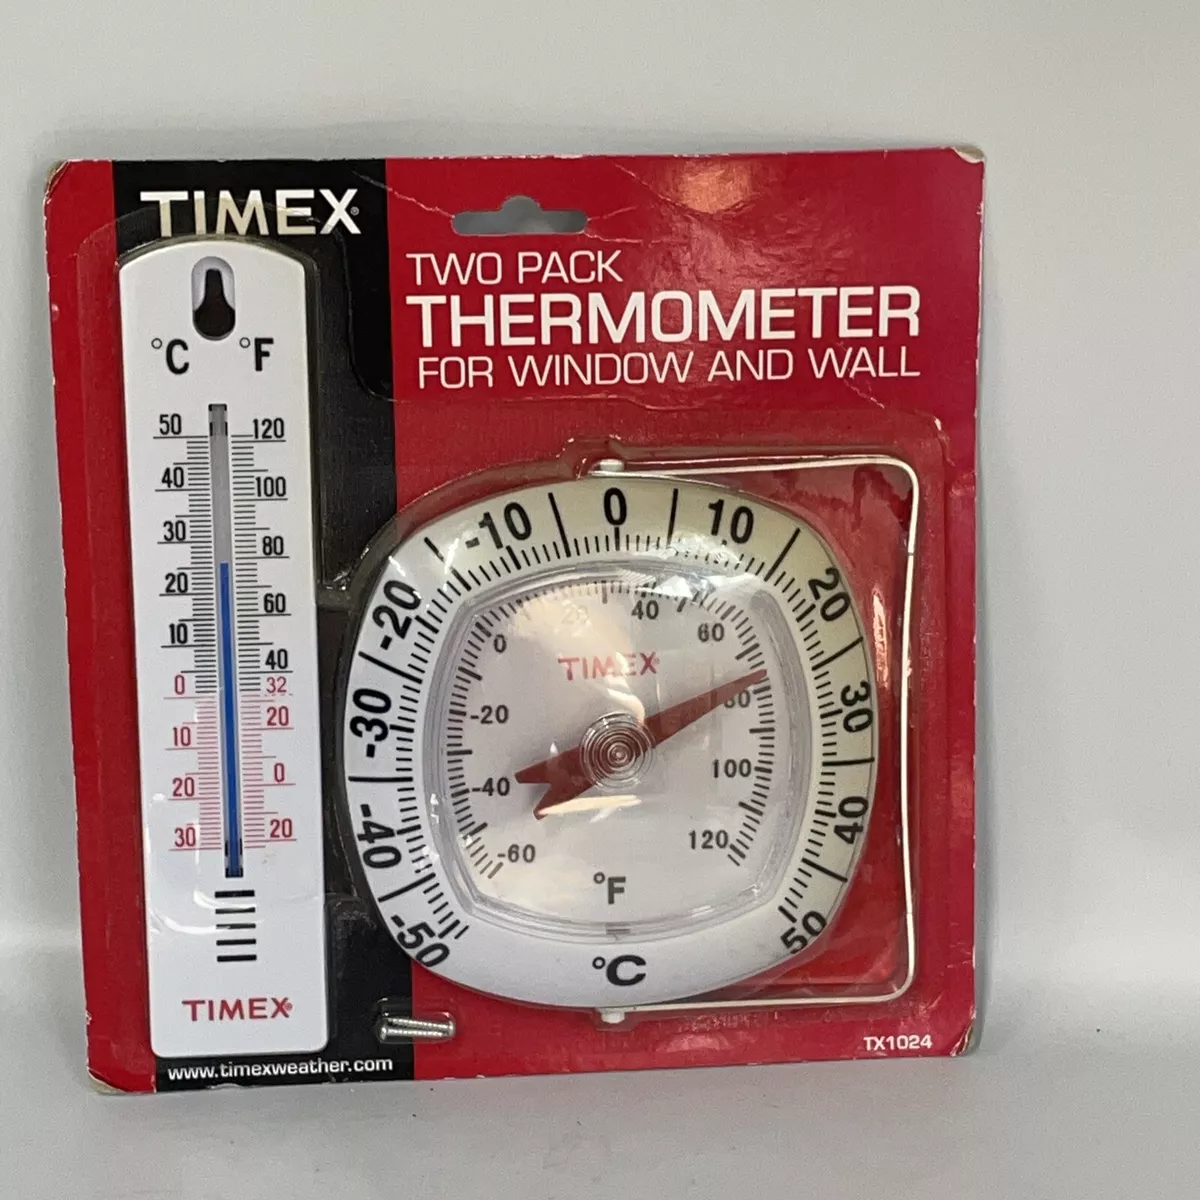 TIMEX®
TWO PACK
THERMOMETER
FOR WINDOW AND WALL
°C °F
50 120
40 100
30 80
20 60
10 40
0 32
20
10
0
20
30 20
TIMEX®
www.timexweather.com
-50 -40 -30 -20 -10 0 10 20 30 40 50
-60 -40 -20 0 20 40 60 80 100 120
TIMEX®
°F
°C
TX1024